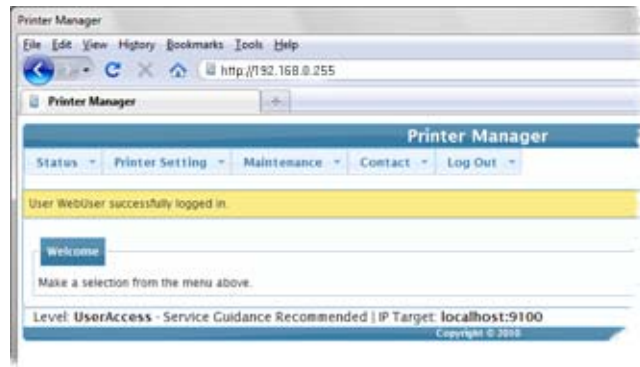 Printer Manager
File Edit View History Bookmarks Tools Help
http://192.168.0.255
Printer Manager
Printer Manager
Status Printer Setting Maintenance Contact Log Out
User WebUser successfully logged in.
Welcome
Make a selection from the menu above.
Level: UserAccess - Service Guidance Recommended | IP Target: localhost:9100
Copyright © 2010